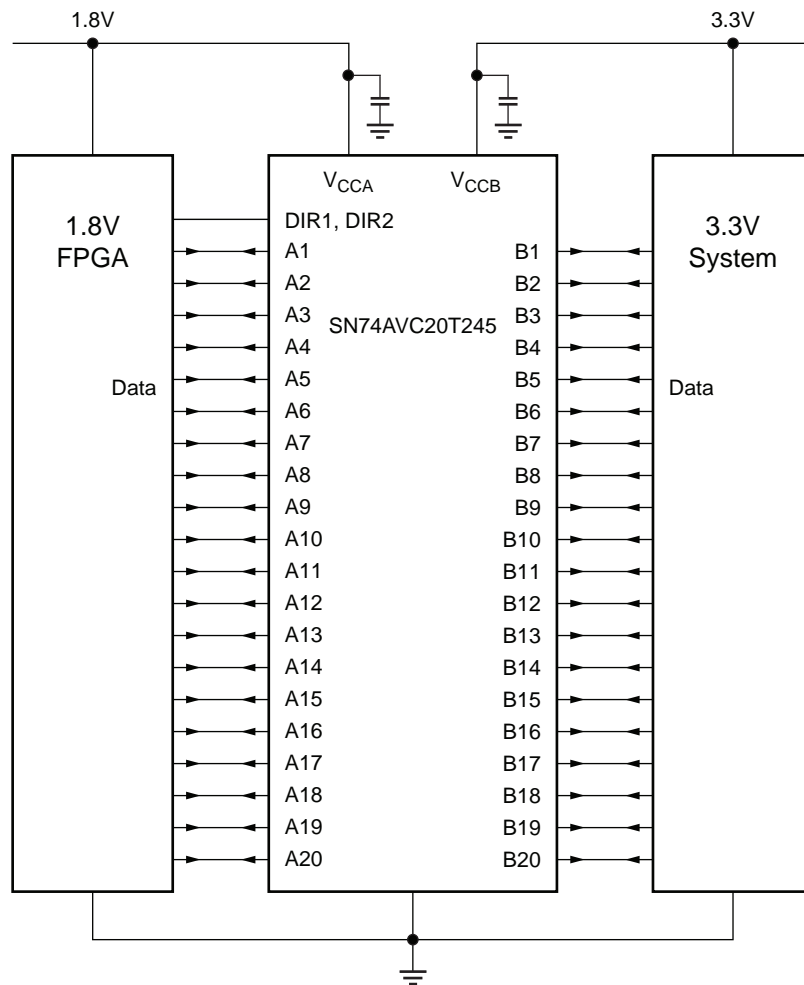 1.8V
3.3V
VCCA
VCCB
1.8V
FPGA
DIR1, DIR2
3.3V
System
A1
B1
A2
B2
A3
B3
SN74AVC20T245
A4
B4
Data
A5
B5
Data
A6
B6
A7
B7
A8
B8
A9
B9
A10
B10
A11
B11
A12
B12
A13
B13
A14
B14
A15
B15
A16
B16
A17
B17
A18
B18
A19
B19
A20
B20